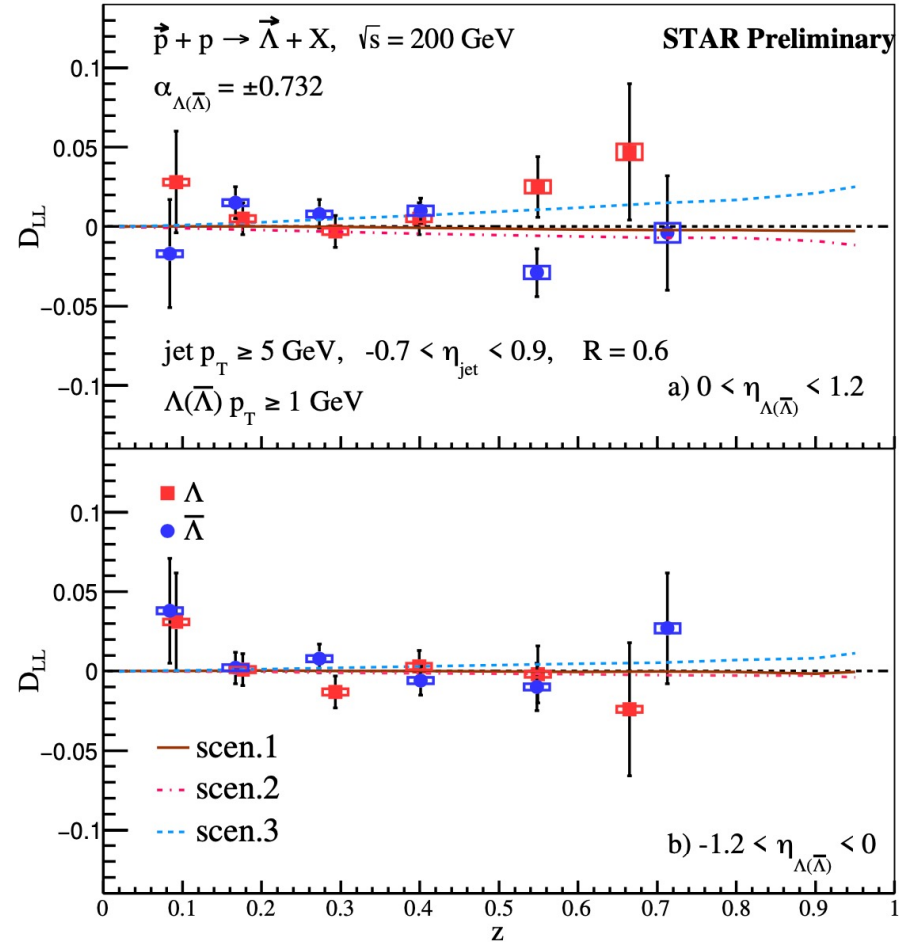 p⃗ + p → Λ⃗ + X, √s = 200 GeV
STAR Preliminary
α_Λ(Λ̅) = ±0.732
0.1
0.05
0
−0.05
−0.1
D_LL
jet p_T ≥ 5 GeV, -0.7 < η_jet < 0.9, R = 0.6
Λ(Λ̅) p_T ≥ 1 GeV
a) 0 < η_Λ(Λ̅) < 1.2
Λ
Λ̅
0.1
0.05
0
−0.05
−0.1
D_LL
scen.1
scen.2
scen.3
b) -1.2 < η_Λ(Λ̅) < 0
0 0.1 0.2 0.3 0.4 0.5 0.6 0.7 0.8 0.9 1
z